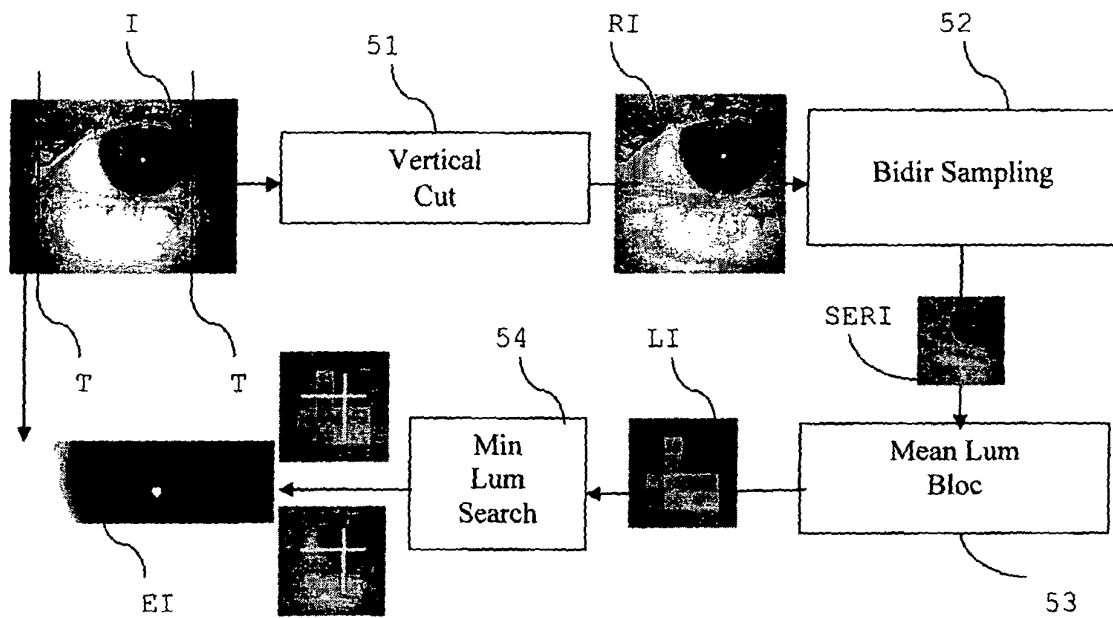 I
51
RI
52
Vertical
Cut
Bidir Sampling
T
T
54
LI
SERI
Min
Lum
Search
Mean Lum
Bloc
EI
53